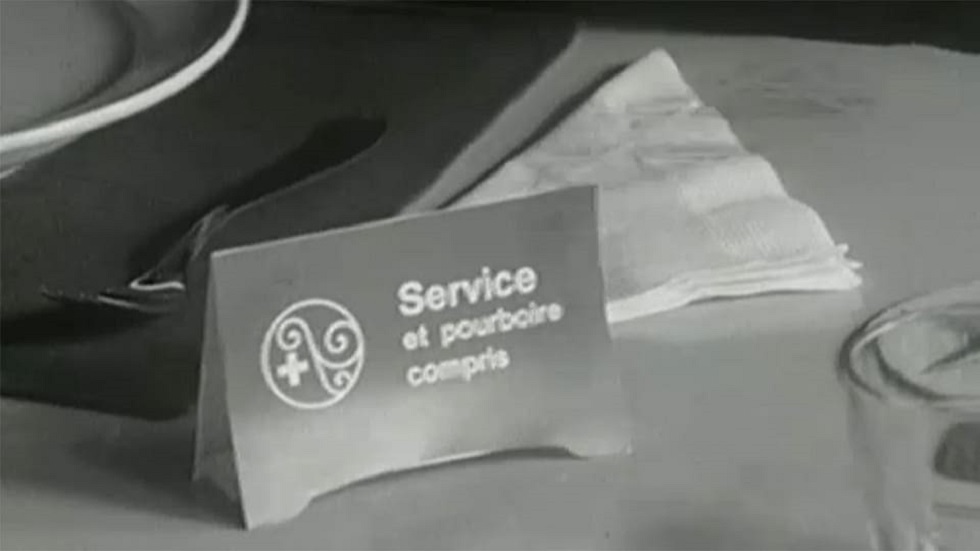 Service
et pourboire
compris